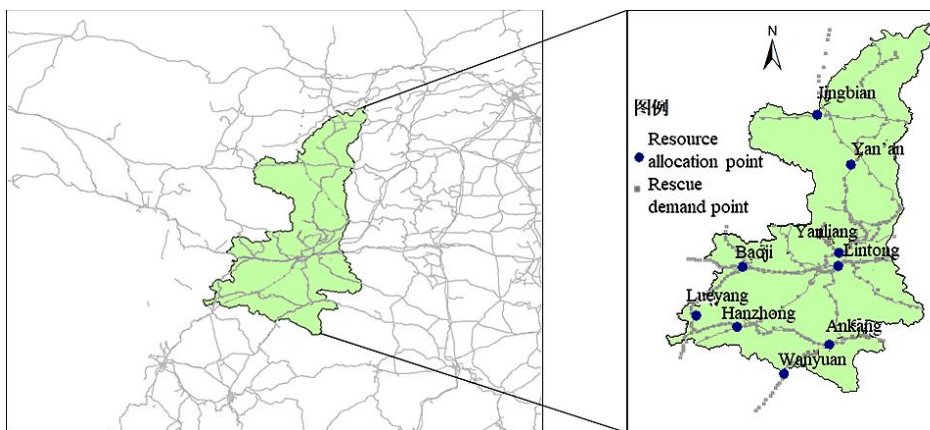 N
Jingbian
图例
Resource
allocation point
Yan'an
Rescue
demand point
Yanliang
Lintong
Baoji
Lueyang
Hanzhong
Ankang
Wanyuan